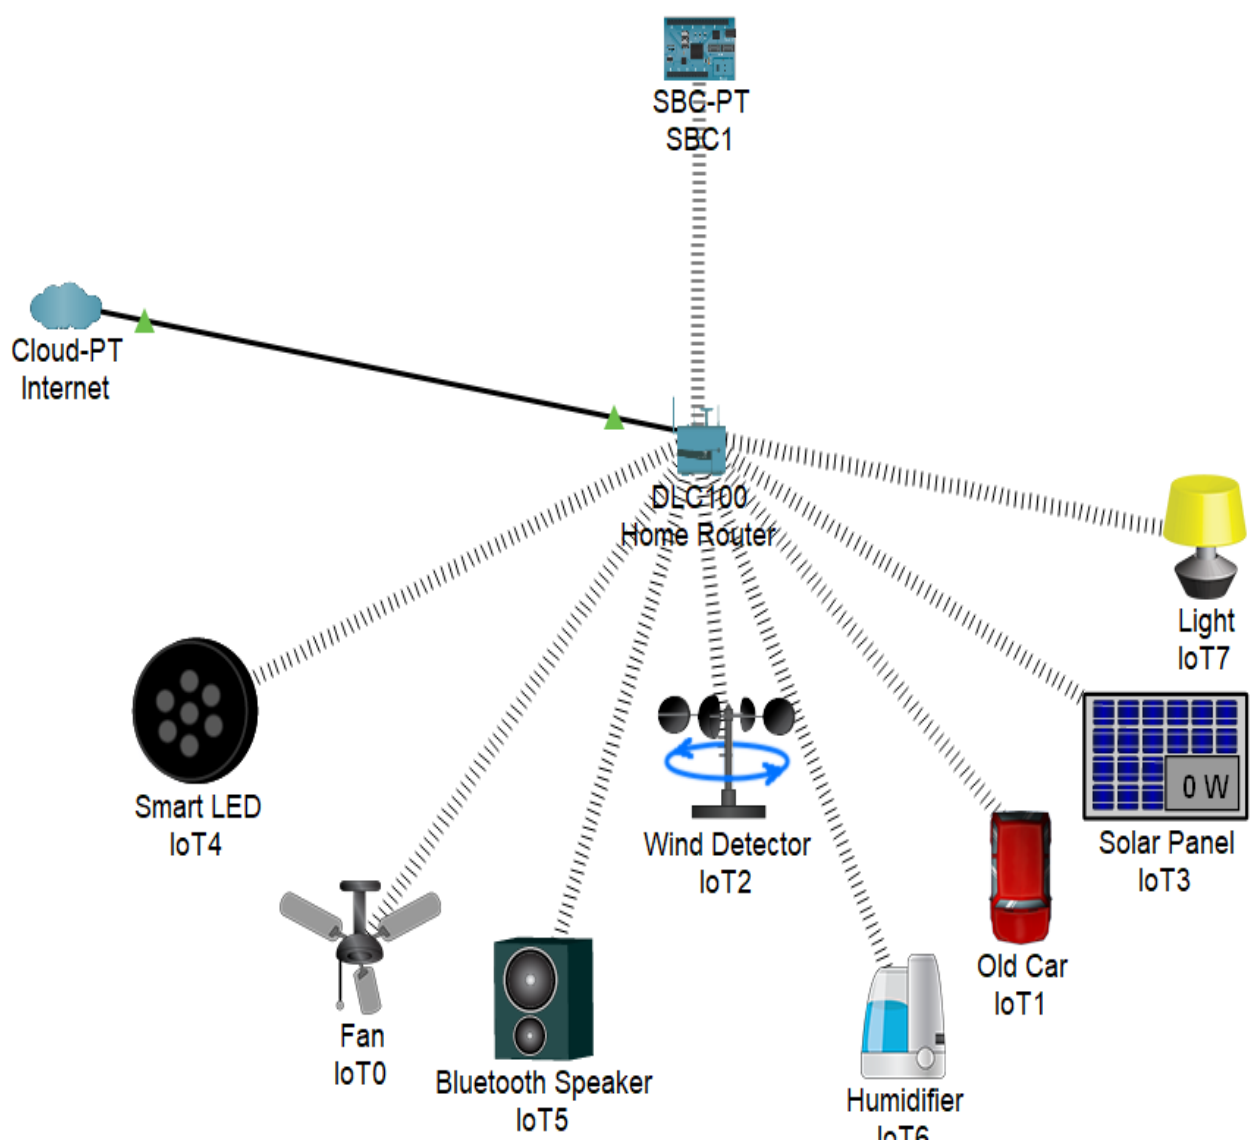 SBC-PT
SBC1
Cloud-PT
Internet
DLC100
Home Router
Light
IoT7
0 W
Smart LED
IoT4
Wind Detector
IoT2
Solar Panel
IoT3
Old Car
IoT1
Fan
IoT0
Bluetooth Speaker
IoT5
Humidifier
IoT6